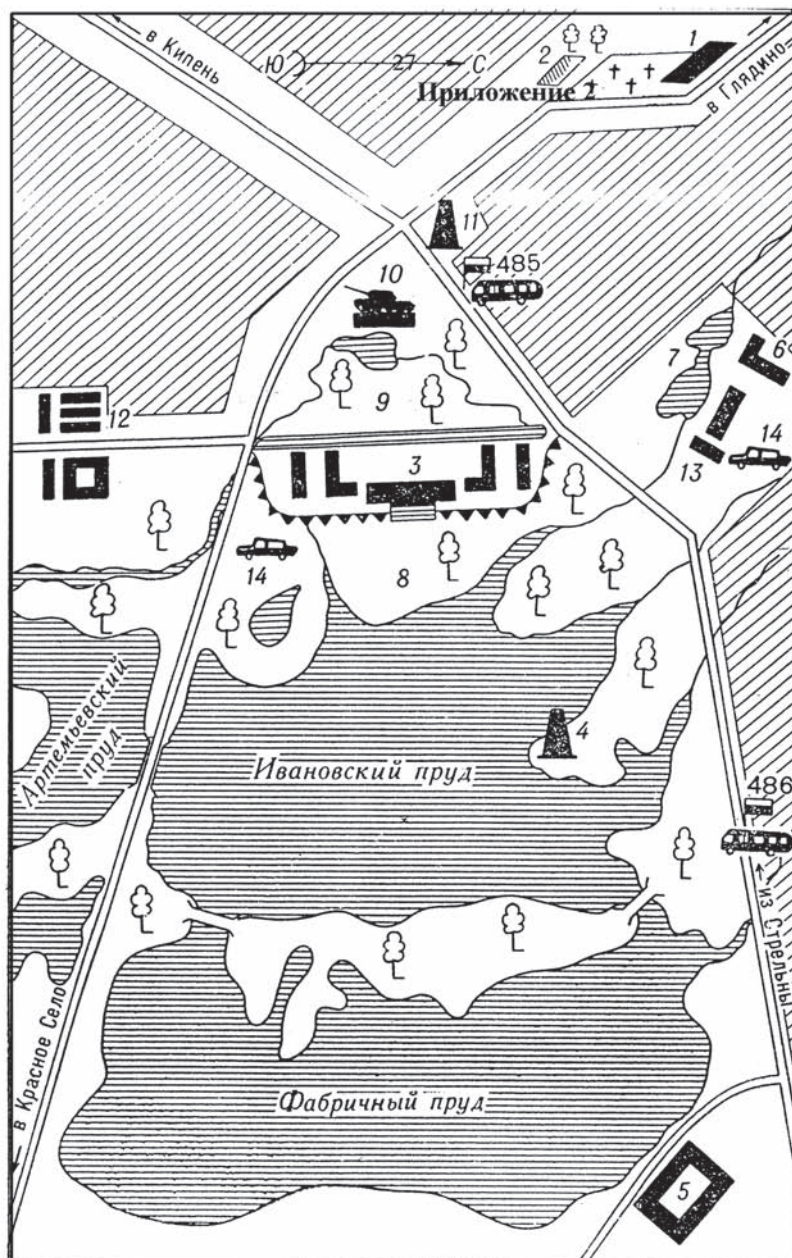 в Кипень
Ю 27 С
2
1
Приложение 2
в Глядино
11
485
10
7
6
9
12
3
14
13
14
8
Артемьевский
пруд
4
Ивановский пруд
486
из Стрельны
в Красное Село
Фабричный пруд
5